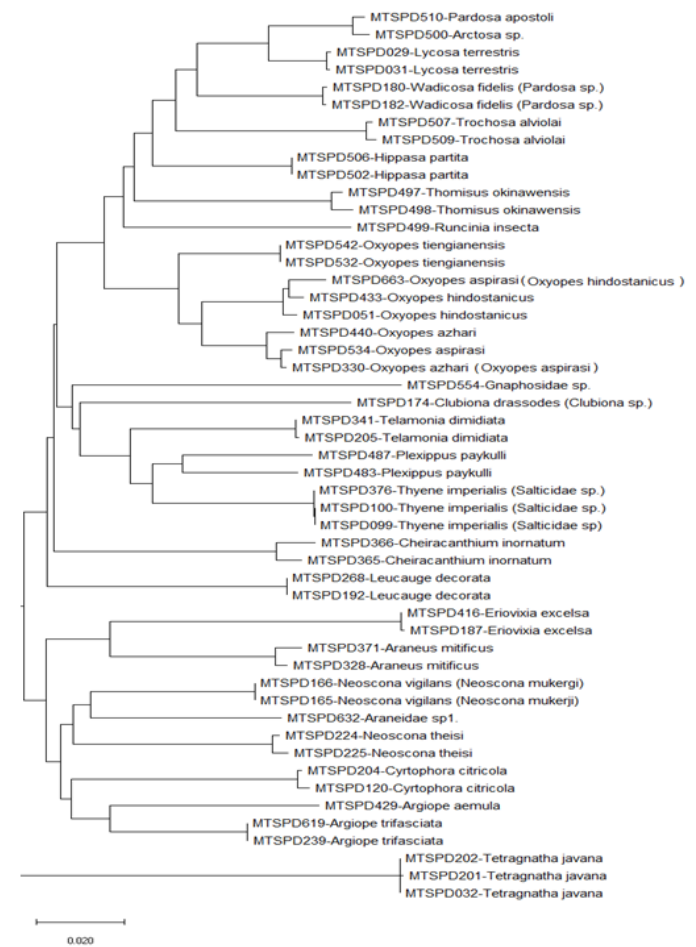 MTSPD510-Pardosa apostoli
MTSPD500-Arctosa sp.
MTSPD029-Lycosa terrestris
MTSPD031-Lycosa terrestris
MTSPD180-Wadicosa fidelis (Pardosa sp.)
MTSPD182-Wadicosa fidelis (Pardosa sp.)
MTSPD507-Trochosa alviolai
MTSPD509-Trochosa alviolai
MTSPD506-Hippasa partita
MTSPD502-Hippasa partita
MTSPD497-Thomisus okinawensis
MTSPD498-Thomisus okinawensis
MTSPD499-Runcinia insecta
MTSPD542-Oxyopes tiengianensis
MTSPD532-Oxyopes tiengianensis
MTSPD663-Oxyopes aspirasi (Oxyopes hindostanicus )
MTSPD433-Oxyopes hindostanicus
MTSPD051-Oxyopes hindostanicus
MTSPD440-Oxyopes azhari
MTSPD534-Oxyopes aspirasi
MTSPD330-Oxyopes azhari (Oxyopes aspirasi )
MTSPD554-Gnaphosidae sp.
MTSPD174-Clubiona drassodes (Clubiona sp.)
MTSPD341-Telamonia dimidiata
MTSPD205-Telamonia dimidiata
MTSPD487-Plexippus paykulli
MTSPD483-Plexippus paykulli
MTSPD376-Thyene imperialis (Salticidae sp.)
MTSPD100-Thyene imperialis (Salticidae sp.)
MTSPD099-Thyene imperialis (Salticidae sp)
MTSPD366-Cheiracanthium inornatum
MTSPD365-Cheiracanthium inornatum
MTSPD268-Leucauge decorata
MTSPD192-Leucauge decorata
MTSPD416-Eriovixia excelsa
MTSPD187-Eriovixia excelsa
MTSPD371-Araneus mitificus
MTSPD328-Araneus mitificus
MTSPD166-Neoscona vigilans (Neoscona mukergi)
MTSPD165-Neoscona vigilans (Neoscona mukerji)
MTSPD632-Araneidae sp1.
MTSPD224-Neoscona theisi
MTSPD225-Neoscona theisi
MTSPD204-Cyrtophora citricola
MTSPD120-Cyrtophora citricola
MTSPD429-Argiope aemula
MTSPD619-Argiope trifasciata
MTSPD239-Argiope trifasciata
MTSPD202-Tetragnatha javana
MTSPD201-Tetragnatha javana
MTSPD032-Tetragnatha javana
0.020